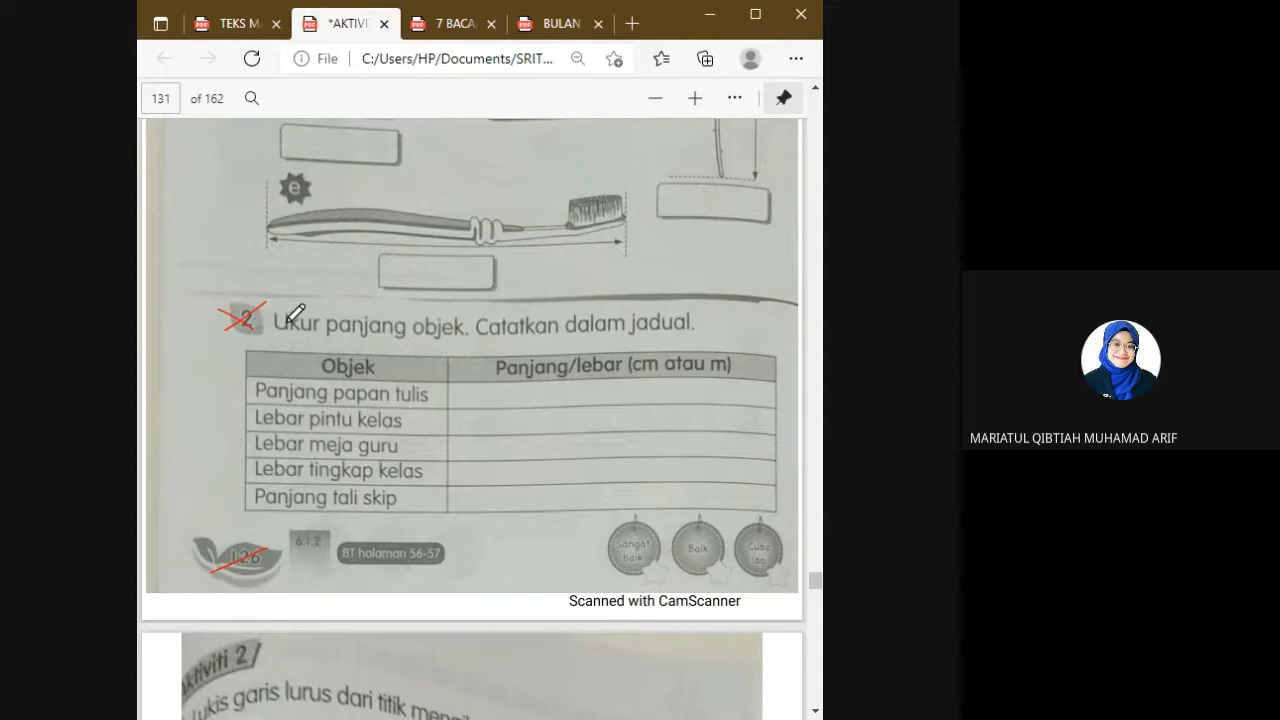 TEKS M
*AKTIVI
7 BACA
BULAN
File
C:/Users/HP/Documents/SRIT...
131 of 162
e
2 Ukur panjang objek. Catatkan dalam jadual.
Objek Panjang/lebar (cm atau m)
Panjang papan tulis
Lebar pintu kelas
Lebar meja guru
Lebar tingkap kelas
Panjang tali skip
126
6.1.2
BT halaman 56-57
Sangat baik
Baik
Cuba lagi
Scanned with CamScanner
Aktiviti 2
Lukis garis lurus dari titik
MARIATUL QIBTIAH MUHAMAD ARIF